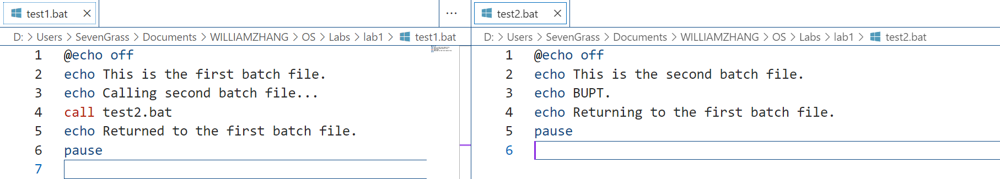 test1.bat
D: > Users > SevenGrass > Documents > WILLIAMZHANG > OS > Labs > lab1 > test1.bat
1 @echo off
2 echo This is the first batch file.
3 echo Calling second batch file...
4 call test2.bat
5 echo Returned to the first batch file.
6 pause
7
test2.bat
D: > Users > SevenGrass > Documents > WILLIAMZHANG > OS > Labs > lab1 > test2.bat
1 @echo off
2 echo This is the second batch file.
3 echo BUPT.
4 echo Returning to the first batch file.
5 pause
6